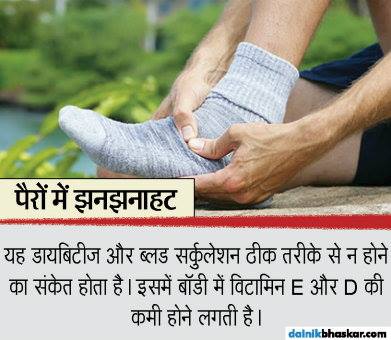 पैरों में झनझनाहट
यह डायबिटीज और ब्लड सर्कुलेशन ठीक तरीके से न होने
का संकेत होता है। इसमें बॉडी में विटामिन E और D की
कमी होने लगती है।
dainikbhaskar.com